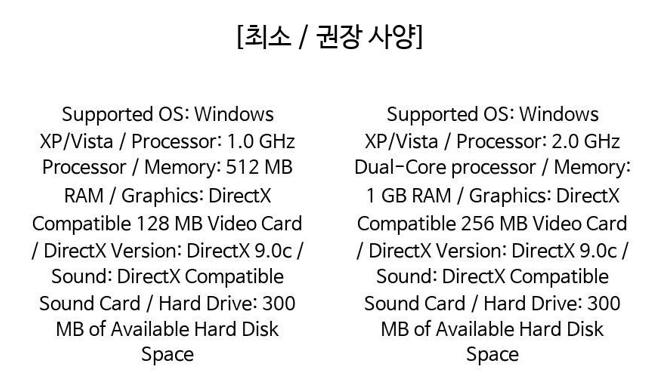 [최소 / 권장 사양]
Supported OS: Windows
XP/Vista / Processor: 1.0 GHz
Processor / Memory: 512 MB
RAM / Graphics: DirectX
Compatible 128 MB Video Card
/ DirectX Version: DirectX 9.0c /
Sound: DirectX Compatible
Sound Card / Hard Drive: 300
MB of Available Hard Disk
Space
Supported OS: Windows
XP/Vista / Processor: 2.0 GHz
Dual-Core processor / Memory:
1 GB RAM / Graphics: DirectX
Compatible 256 MB Video Card
/ DirectX Version: DirectX 9.0c /
Sound: DirectX Compatible
Sound Card / Hard Drive: 300
MB of Available Hard Disk
Space